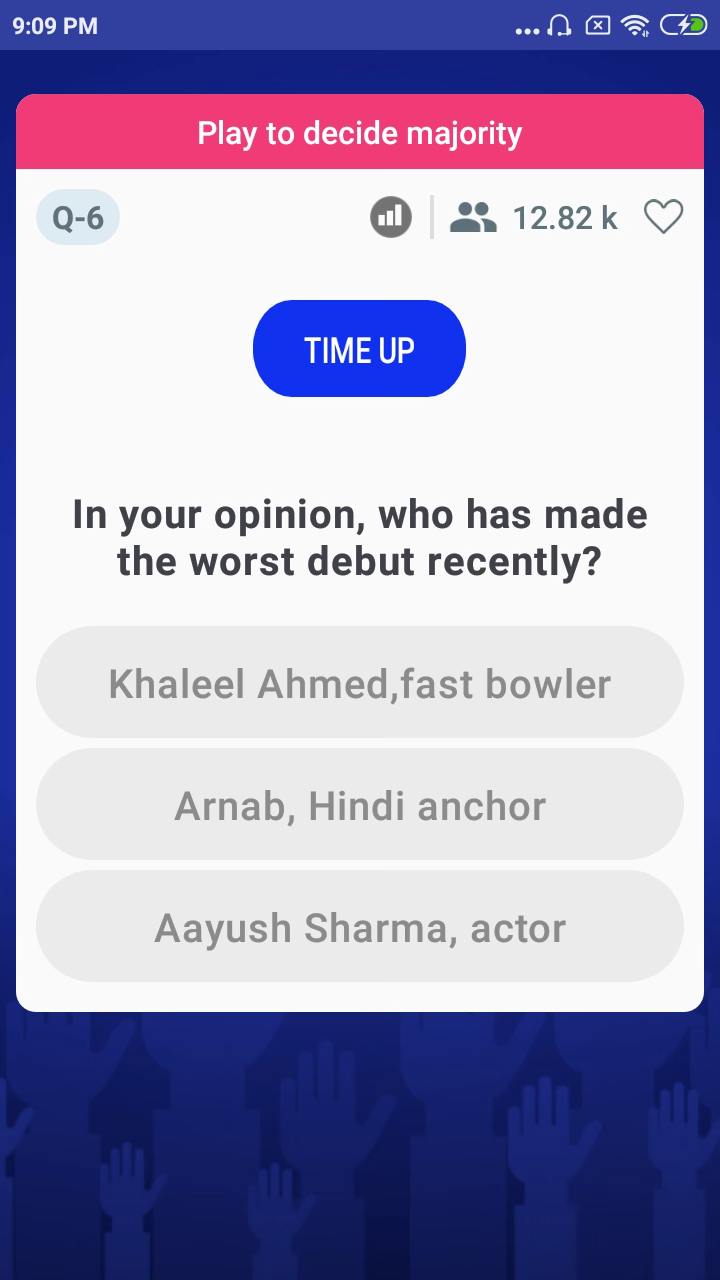 9:09 PM
Play to decide majority
Q-6
12.82 k
TIME UP
In your opinion, who has made
the worst debut recently?
Khaleel Ahmed,fast bowler
Arnab, Hindi anchor
Aayush Sharma, actor